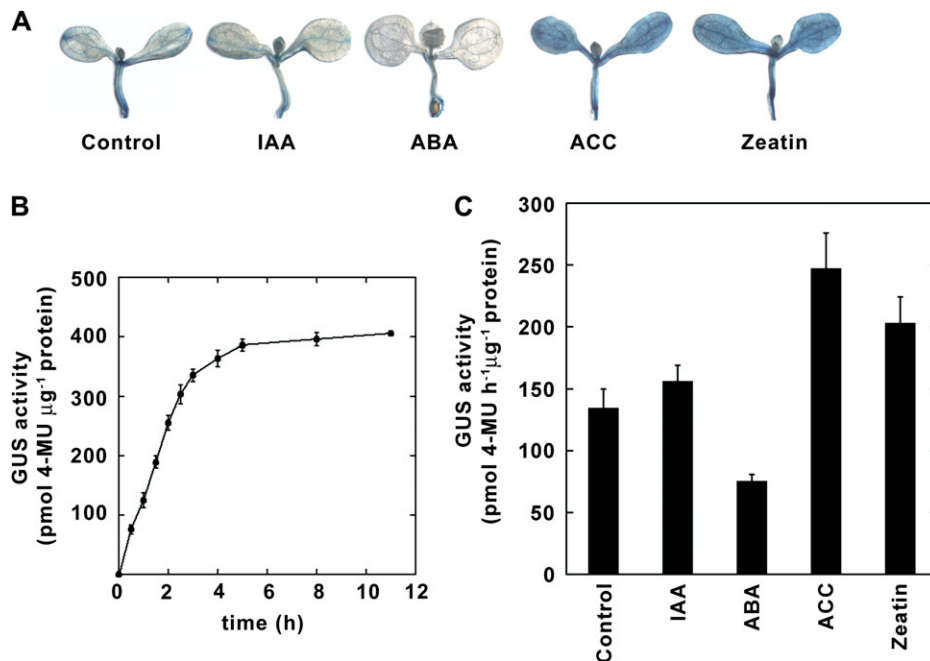 A
Control IAA ABA ACC Zeatin
B
GUS activity
(pmol 4-MU µg⁻¹ protein)
500
400
300
200
100
0 2 4 6 8 10 12
time (h)
C
GUS activity
(pmol 4-MU h⁻¹µg⁻¹ protein)
300
250
200
150
100
50
0
Control IAA ABA ACC Zeatin